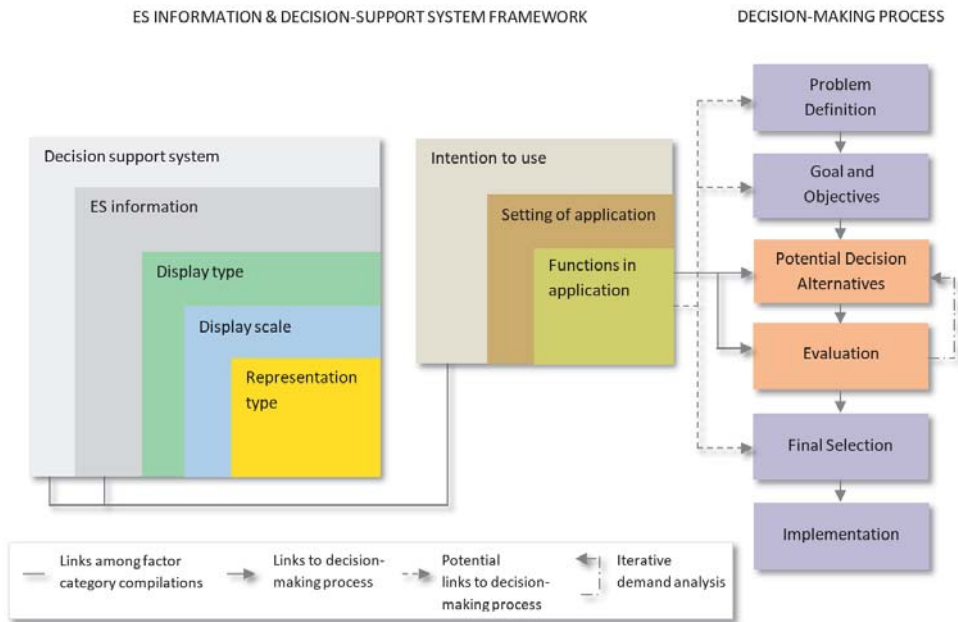 ES INFORMATION & DECISION-SUPPORT SYSTEM FRAMEWORK
DECISION-MAKING PROCESS
Decision support system
ES information
Display type
Display scale
Representation
type
Intention to use
Setting of application
Functions in
application
Problem
Definition
Goal and
Objectives
Potential Decision
Alternatives
Evaluation
Final Selection
Implementation
Links among factor
category compilations
Links to decision-
making process
Potential
links to decision-
making process
Iterative
demand analysis